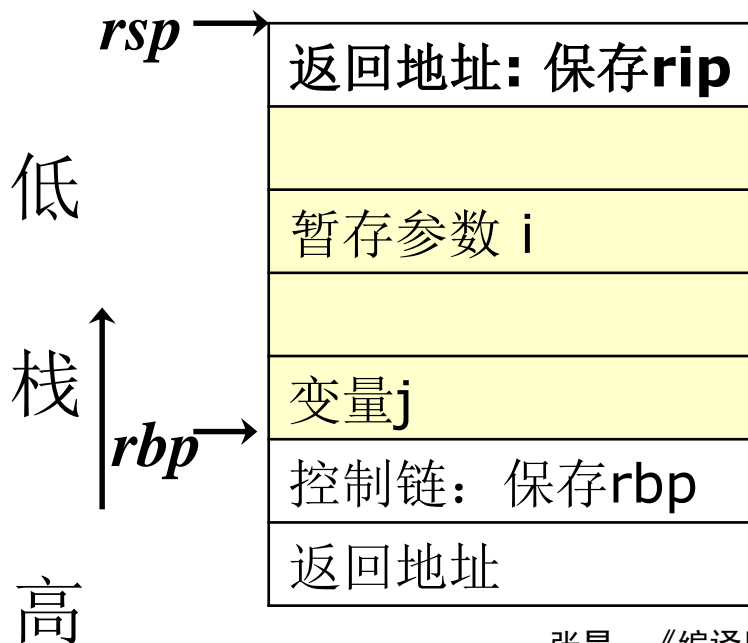 rsp
返回地址: 保存rip
低
暂存参数 i
栈
变量j
rbp
控制链：保存rbp
返回地址
高